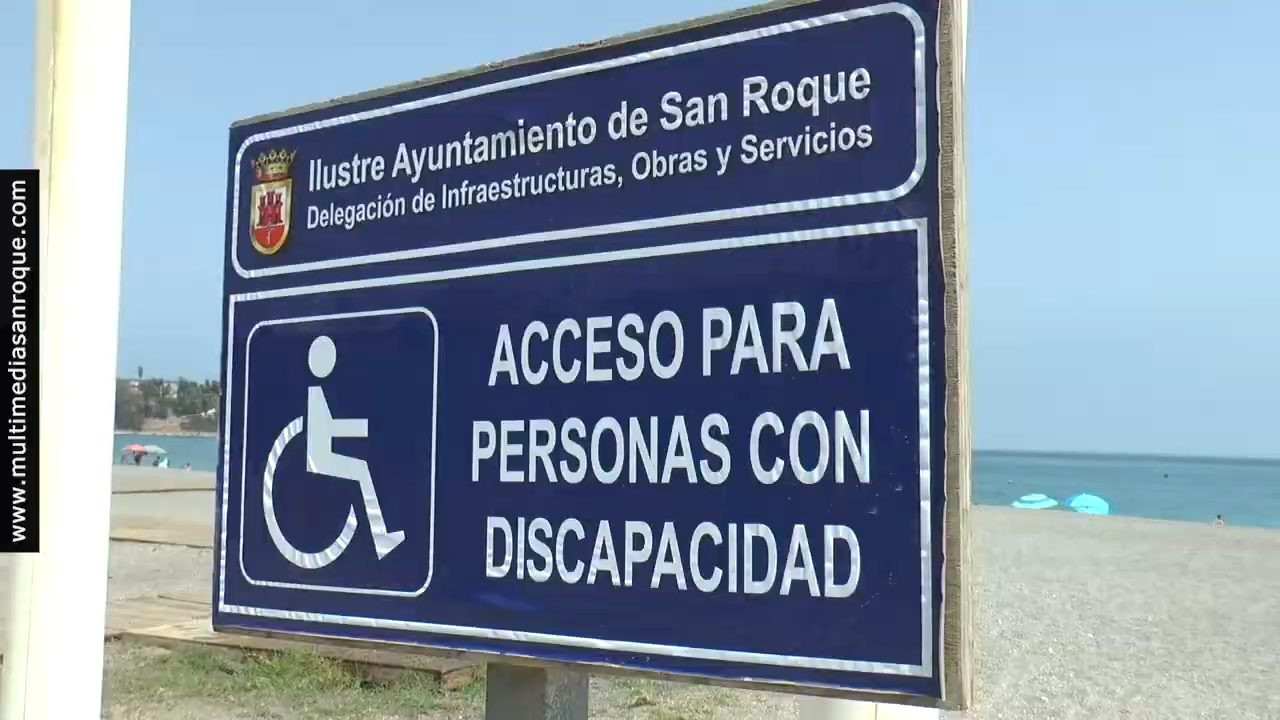 Ilustre Ayuntamiento de San Roque
Delegación de Infraestructuras, Obras y Servicios
ACCESO PARA
PERSONAS CON
DISCAPACIDAD
www.multimediasanroque.com